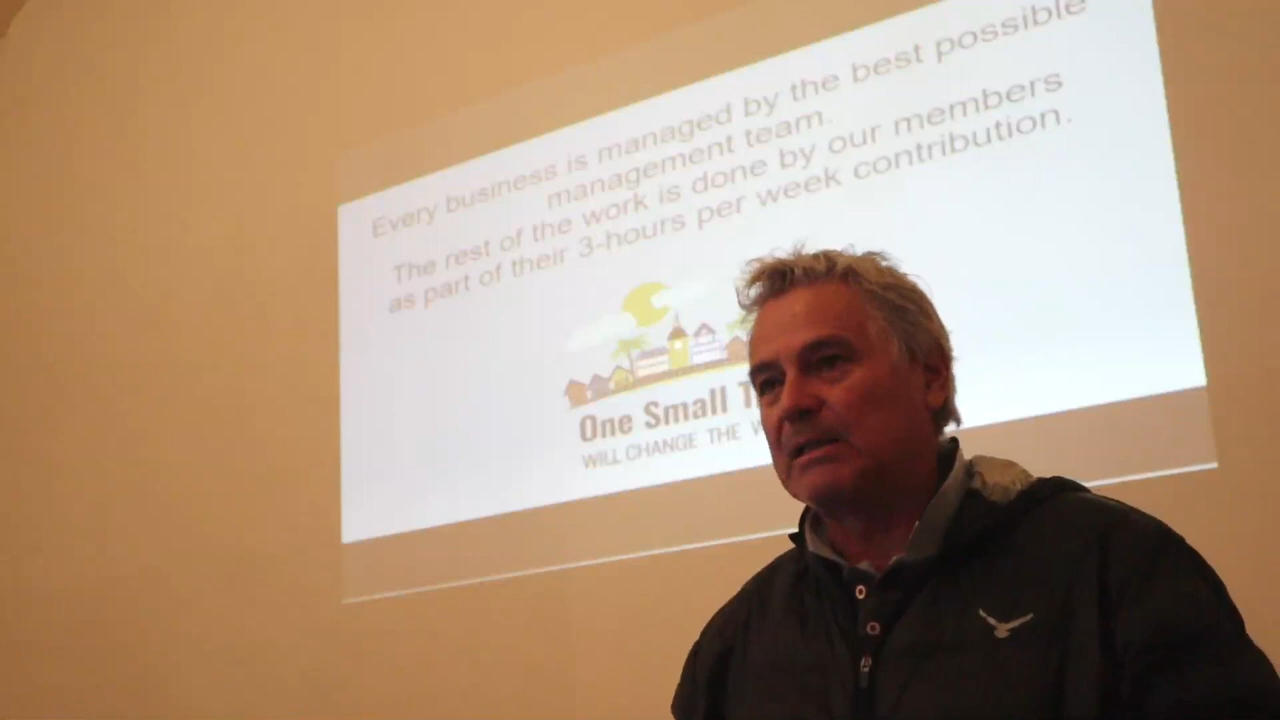 Every business is managed by the best possible
management team.
The rest of the work is done by our members
as part of their 3-hours per week contribution.
One Small T
WILL CHANGE THE